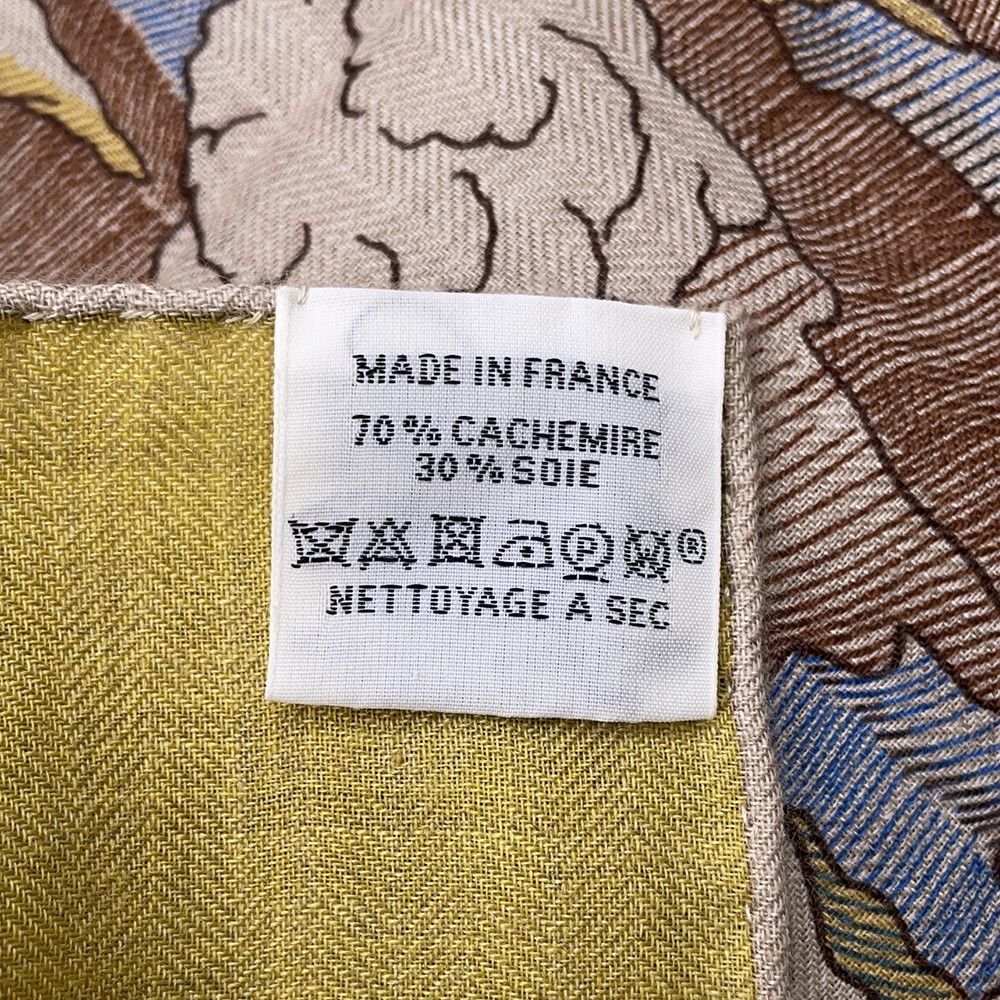 MADE IN FRANCE
70% CACHEMIRE
30% SOIE
P ®
NETTOYAGE A SEC